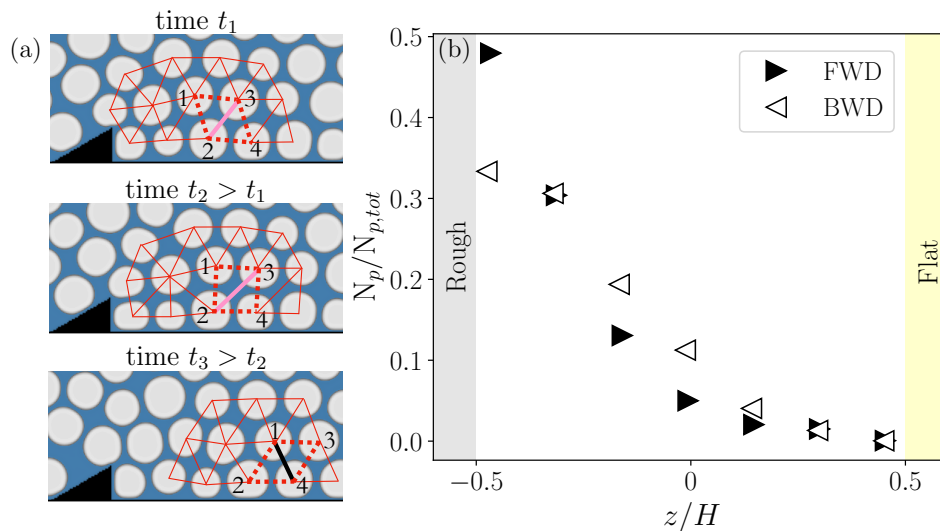 (a)
time t₁
1
3
2
4
time t₂ > t₁
1
3
2
4
time t₃ > t₂
1
3
2
4
(b)
FWD
BWD
Rough
Flat
Nₚ/Nₚ,ₜₒₜ
0.5
0.4
0.3
0.2
0.1
0.0
−0.5
0
0.5
z/H